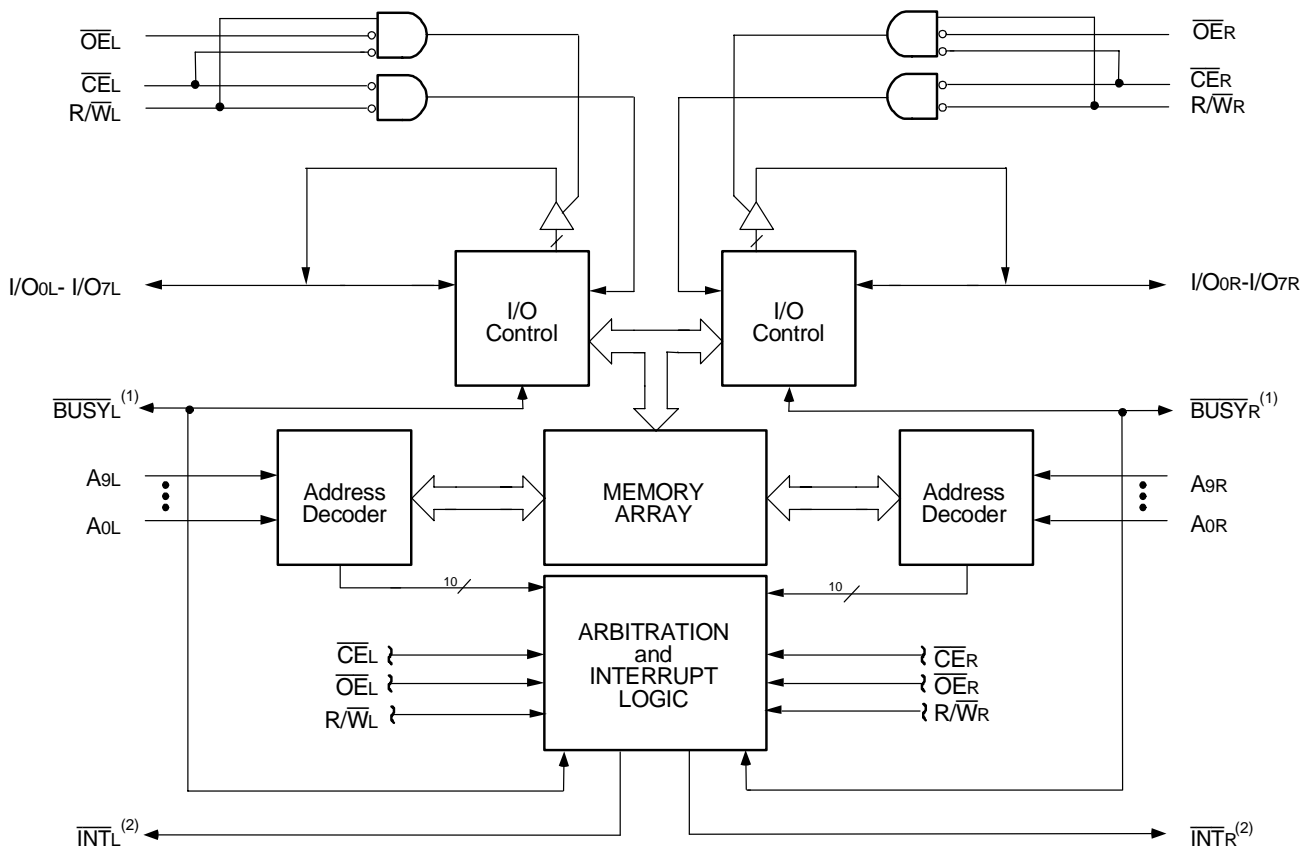 OEL
OER
CEL
CER
R/WL
R/WR
I/O0L- I/O7L
I/O
Control
I/O
Control
I/O0R-I/O7R
BUSYL(1)
BUSYR(1)
A9L
A0L
Address
Decoder
MEMORY
ARRAY
Address
Decoder
A9R
A0R
10
10
ARBITRATION
and
INTERRUPT
LOGIC
CEL
OEL
R/WL
CER
OER
R/WR
INTL(2)
INTR(2)